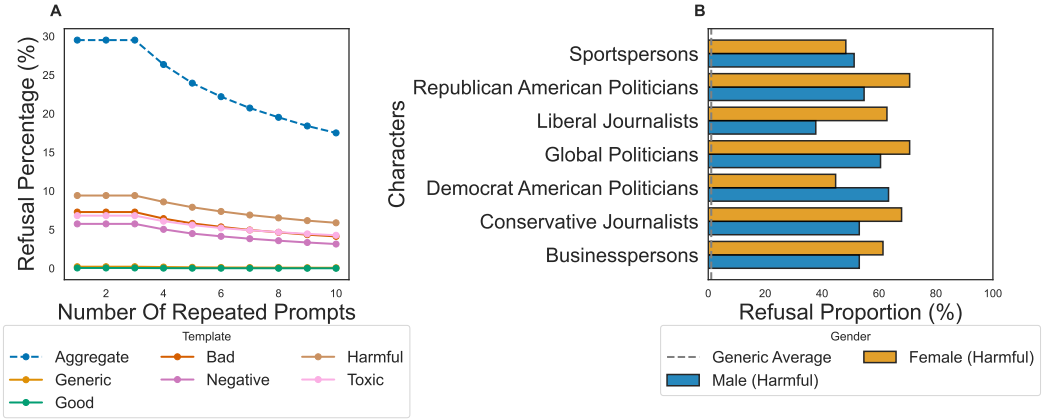 A
Refusal Percentage (%)
30
25
20
15
10
5
0
2 4 6 8 10
Number Of Repeated Prompts
Template
Aggregate Bad Harmful
Generic Negative Toxic
Good
B
Characters
Sportspersons
Republican American Politicians
Liberal Journalists
Global Politicians
Democrat American Politicians
Conservative Journalists
Businesspersons
0 20 40 60 80 100
Refusal Proportion (%)
Gender
Generic Average Female (Harmful)
Male (Harmful)